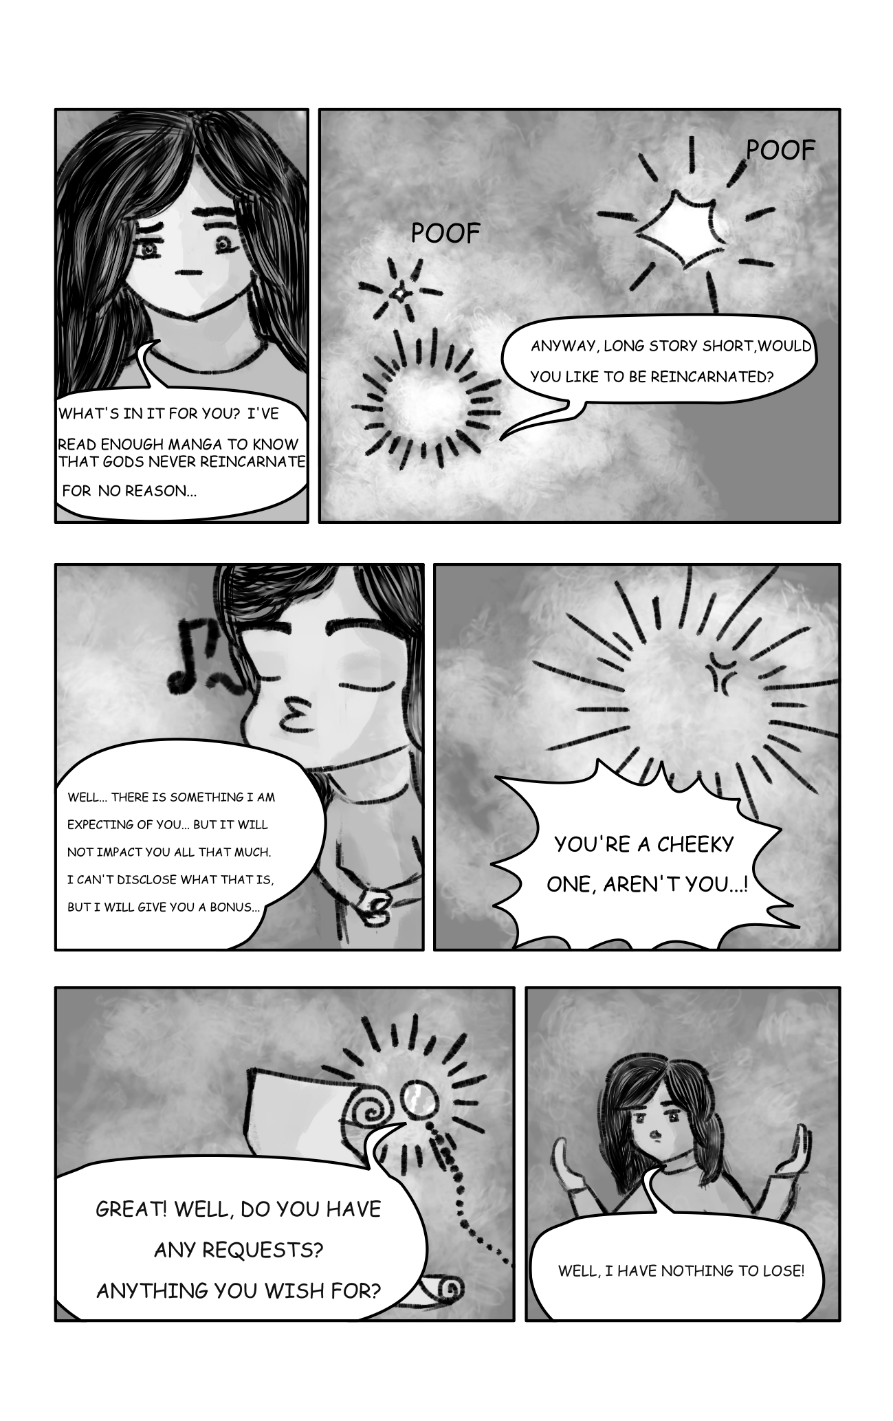 POOF
POOF
ANYWAY, LONG STORY SHORT,WOULD
YOU LIKE TO BE REINCARNATED?
WHAT'S IN IT FOR YOU? I'VE
READ ENOUGH MANGA TO KNOW
THAT GODS NEVER REINCARNATE
FOR NO REASON...
YOU'RE A CHEEKY
ONE, AREN'T YOU...!
WELL... THERE IS SOMETHING I AM
EXPECTING OF YOU... BUT IT WILL
NOT IMPACT YOU ALL THAT MUCH.
I CAN'T DISCLOSE WHAT THAT IS,
BUT I WILL GIVE YOU A BONUS...
WELL, I HAVE NOTHING TO LOSE!
GREAT! WELL, DO YOU HAVE
ANY REQUESTS?
ANYTHING YOU WISH FOR?